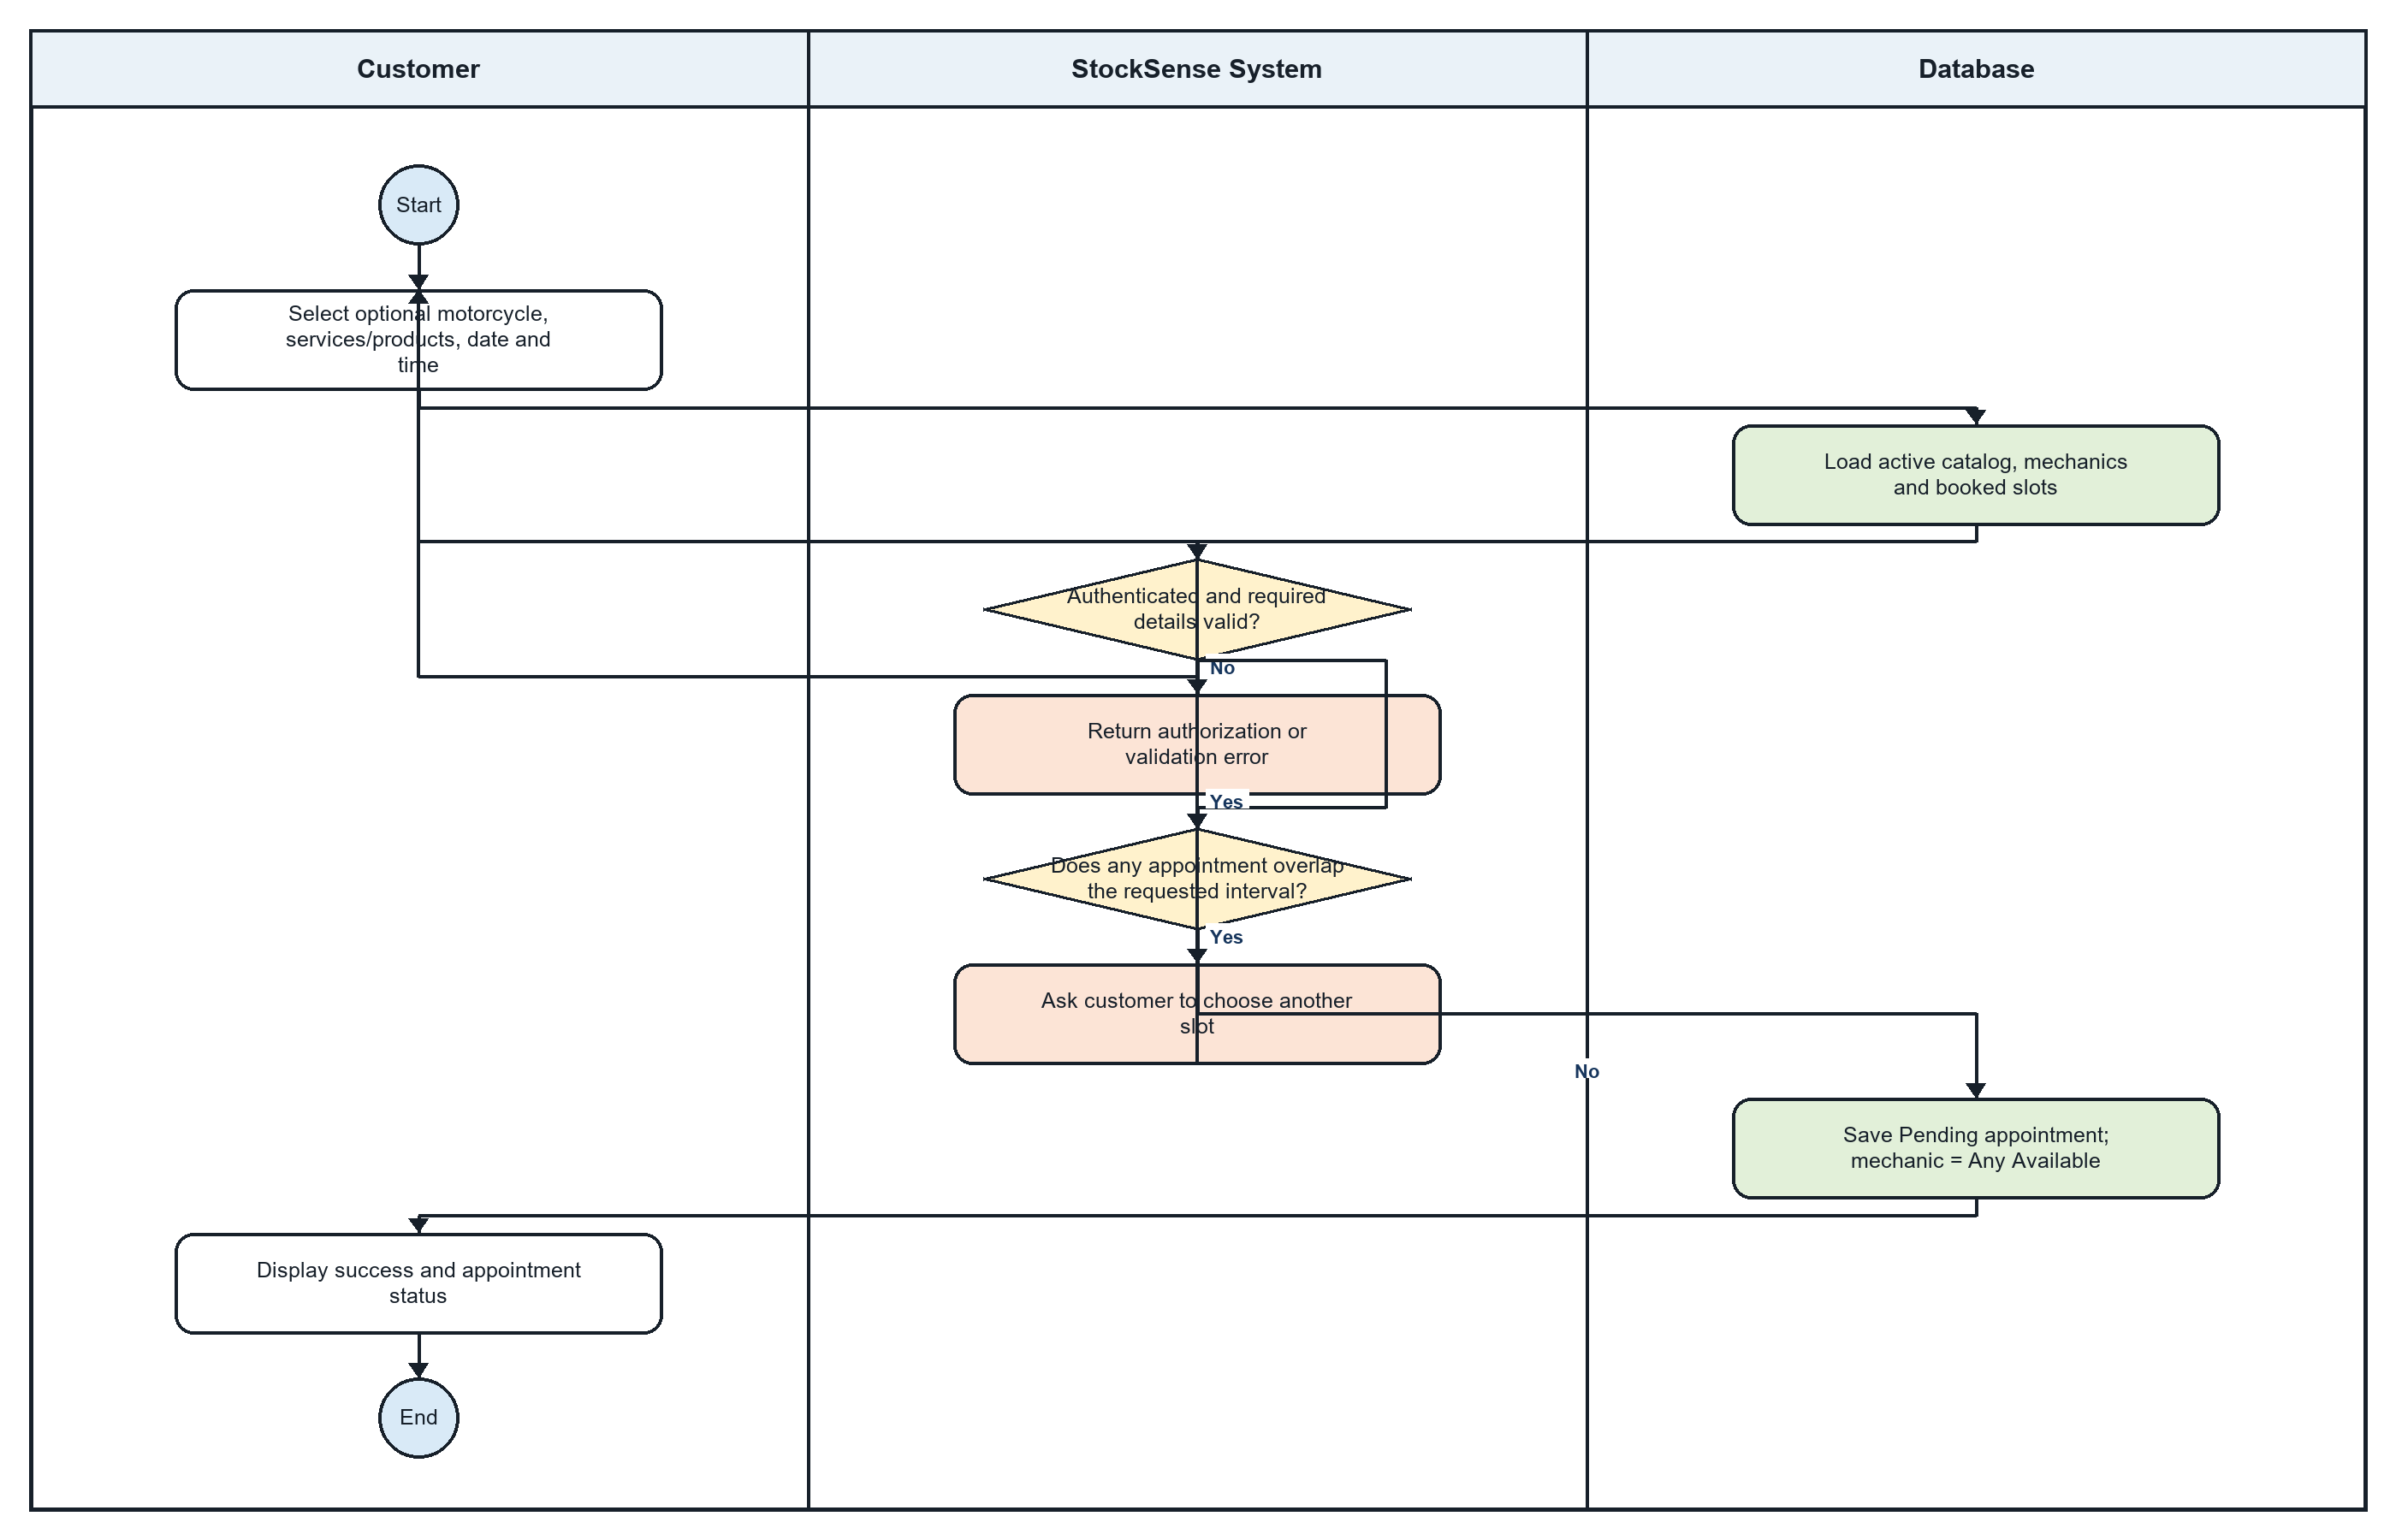 Customer
StockSense System
Database
Start
Select optional motorcycle,
services/products, date and
time
Load active catalog, mechanics
and booked slots
Authenticated and required
details valid?
No
Return authorization or
validation error
Yes
Does any appointment overlap
the requested interval?
Yes
Ask customer to choose another
slot
No
Save Pending appointment;
mechanic = Any Available
Display success and appointment
status
End